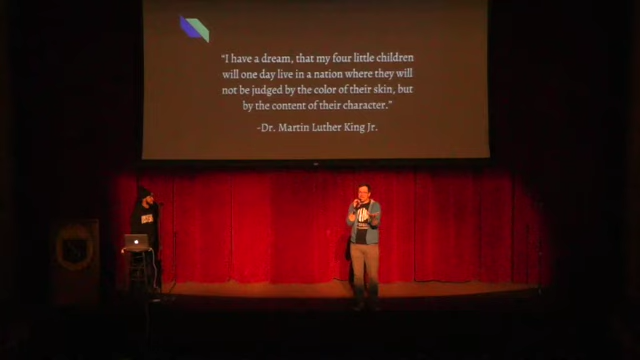 "I have a dream, that my four little children
will one day live in a nation where they will
not be judged by the color of their skin, but
by the content of their character."
-Dr. Martin Luther King Jr.